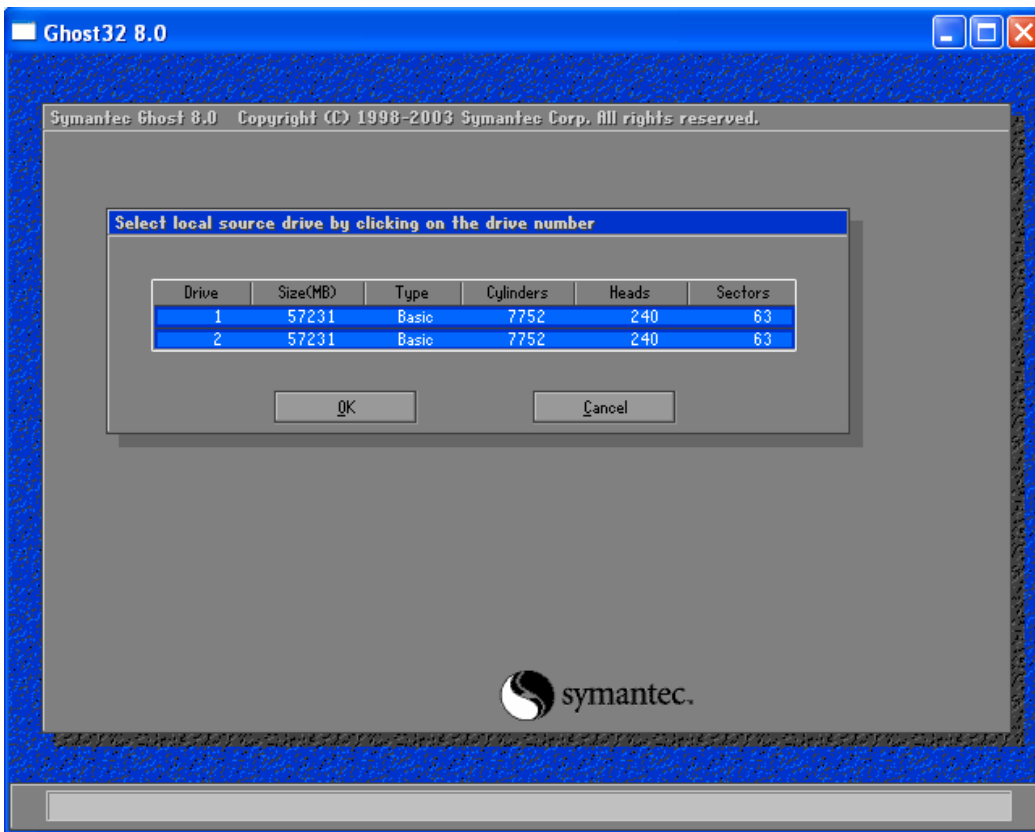 Ghost32 8.0
Symantec Ghost 8.0 Copyright (C) 1998-2003 Symantec Corp. All rights reserved.
Select local source drive by clicking on the drive number
Drive Size(MB) Type Cylinders Heads Sectors
1 57231 Basic 7752 240 63
2 57231 Basic 7752 240 63
OK Cancel
symantec.